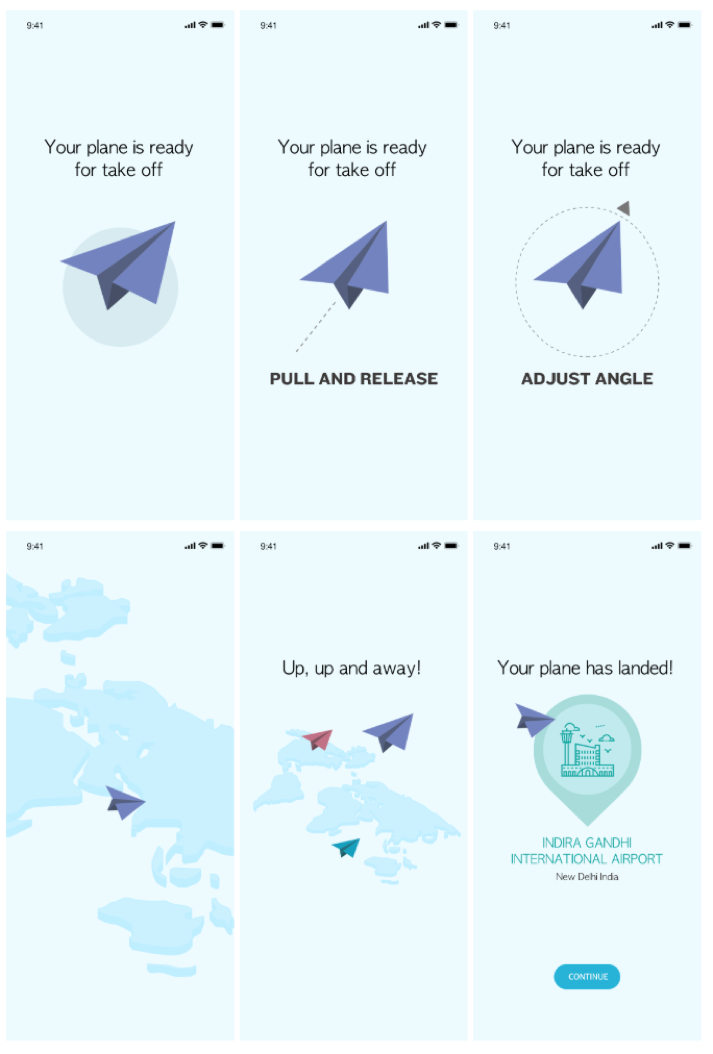 9:41
Your plane is ready
for take off
9:41
Your plane is ready
for take off
PULL AND RELEASE
9:41
Your plane is ready
for take off
ADJUST ANGLE
9:41
9:41
Up, up and away!
9:41
Your plane has landed!
INDIRA GANDHI
INTERNATIONAL AIRPORT
New Delhi India
CONTINUE